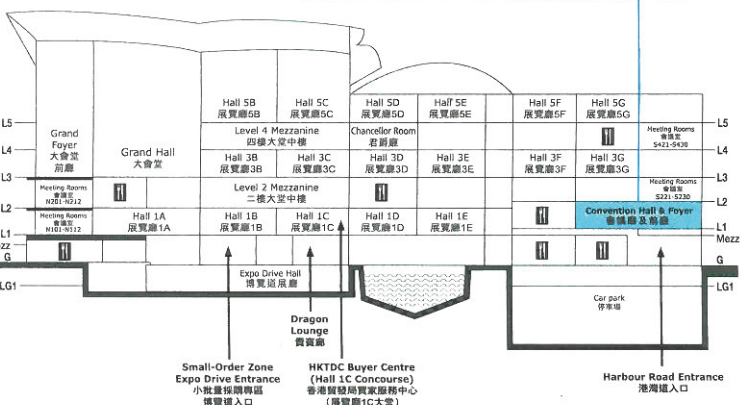 Hall 5B
展覽廳5B
Hall 5C
展覽廳5C
Hall 5D
展覽廳5D
Hall 5E
展覽廳5E
Hall 5F
展覽廳5F
Hall 5G
展覽廳5G
L5
L5
Grand
Foyer
大會堂
前廳
Grand Hall
大會堂
Level 4 Mezzanine
四樓大堂中樓
Chancellor Room
君爵廳
Meeting Rooms
會議室
S421-S430
L4
L4
Hall 3B
展覽廳3B
Hall 3C
展覽廳3C
Hall 3D
展覽廳3D
Hall 3E
展覽廳3E
Hall 3F
展覽廳3F
Hall 3G
展覽廳3G
L3
L3
Meeting Rooms
會議室
N201-N212
Level 2 Mezzanine
二樓大堂中樓
Meeting Rooms
會議室
S221-S230
L2
L2
Meeting Rooms
會議室
N101-N112
Hall 1A
展覽廳1A
Hall 1B
展覽廳1B
Hall 1C
展覽廳1C
Hall 1D
展覽廳1D
Hall 1E
展覽廳1E
Convention Hall & Foyer
會議廳及前廳
L1
L1
Mezz
G
G
Expo Drive Hall
博覽道展廳
LG1
LG1
Car park
停車場
Dragon
Lounge
貴賓廊
Small-Order Zone
Expo Drive Entrance
小批量採購專區
博覽道入口
HKTDC Buyer Centre
(Hall 1C Concourse)
香港貿發局買家服務中心
(展覽廳1C大堂)
Harbour Road Entrance
港灣道入口